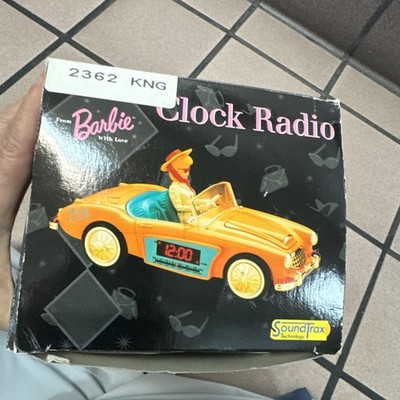 2362 KNG
Clock Radio
From
Barbie
With Love
12:00
SoundTrax
Technology